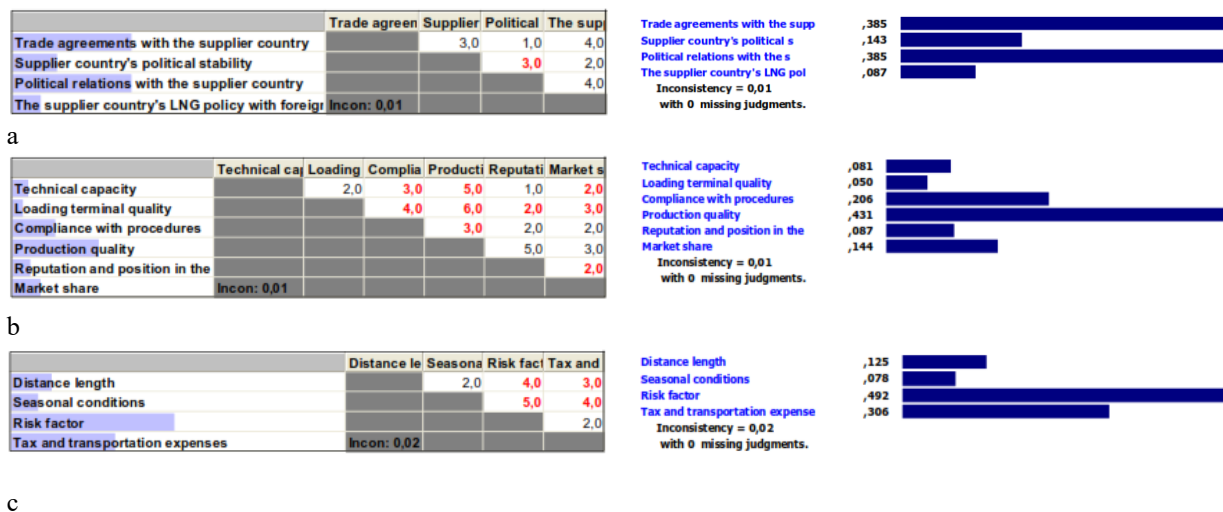 Trade agreen Supplier Political The supp
Trade agreements with the supplier country 3,0 1,0 4,0
Supplier country's political stability 3,0 2,0
Political relations with the supplier country 4,0
The supplier country's LNG policy with foreign Incon: 0,01
Trade agreements with the supp ,385
Supplier country's political s ,143
Political relations with the s ,385
The supplier country's LNG pol ,087
Inconsistency = 0,01
with 0 missing judgments.
a
Technical cap Loading Complia Producti Reputati Market s
Technical capacity 2,0 3,0 5,0 1,0 2,0
Loading terminal quality 4,0 6,0 2,0 3,0
Compliance with procedures 3,0 2,0 2,0
Production quality 5,0 3,0
Reputation and position in the 2,0
Market share Incon: 0,01
Technical capacity ,081
Loading terminal quality ,050
Compliance with procedures ,206
Production quality ,431
Reputation and position in the ,087
Market share ,144
Inconsistency = 0,01
with 0 missing judgments.
b
Distance le Seasona Risk fact Tax and
Distance length 2,0 4,0 3,0
Seasonal conditions 5,0 4,0
Risk factor 2,0
Tax and transportation expenses Incon: 0,02
Distance length ,125
Seasonal conditions ,078
Risk factor ,492
Tax and transportation expense ,306
Inconsistency = 0,02
with 0 missing judgments.
c